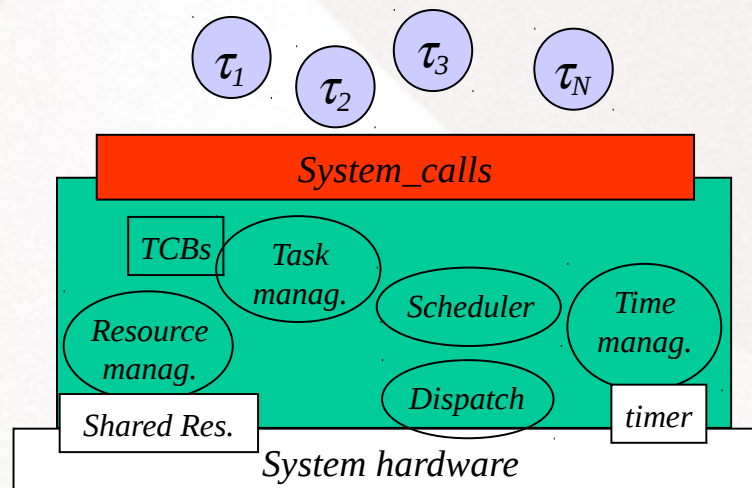 τ1
τ2
τ3
τN
System_calls
TCBs
Task
manag.
Scheduler
Time
manag.
Resource
manag.
Dispatch
Shared Res.
timer
System hardware